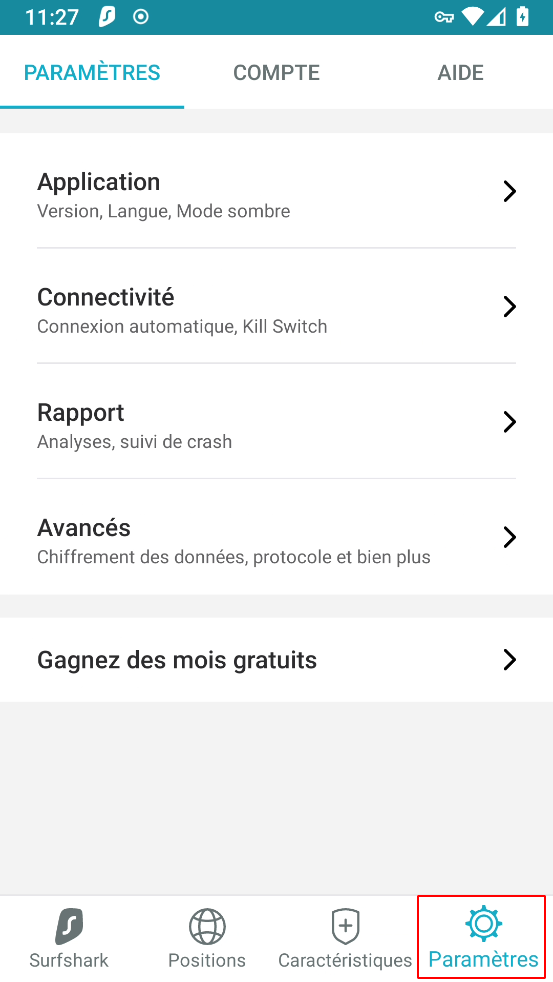 11:27
PARAMÈTRES COMPTE AIDE
Application
Version, Langue, Mode sombre
Connectivité
Connexion automatique, Kill Switch
Rapport
Analyses, suivi de crash
Avancés
Chiffrement des données, protocole et bien plus
Gagnez des mois gratuits
Surfshark Positions Caractéristiques Paramètres